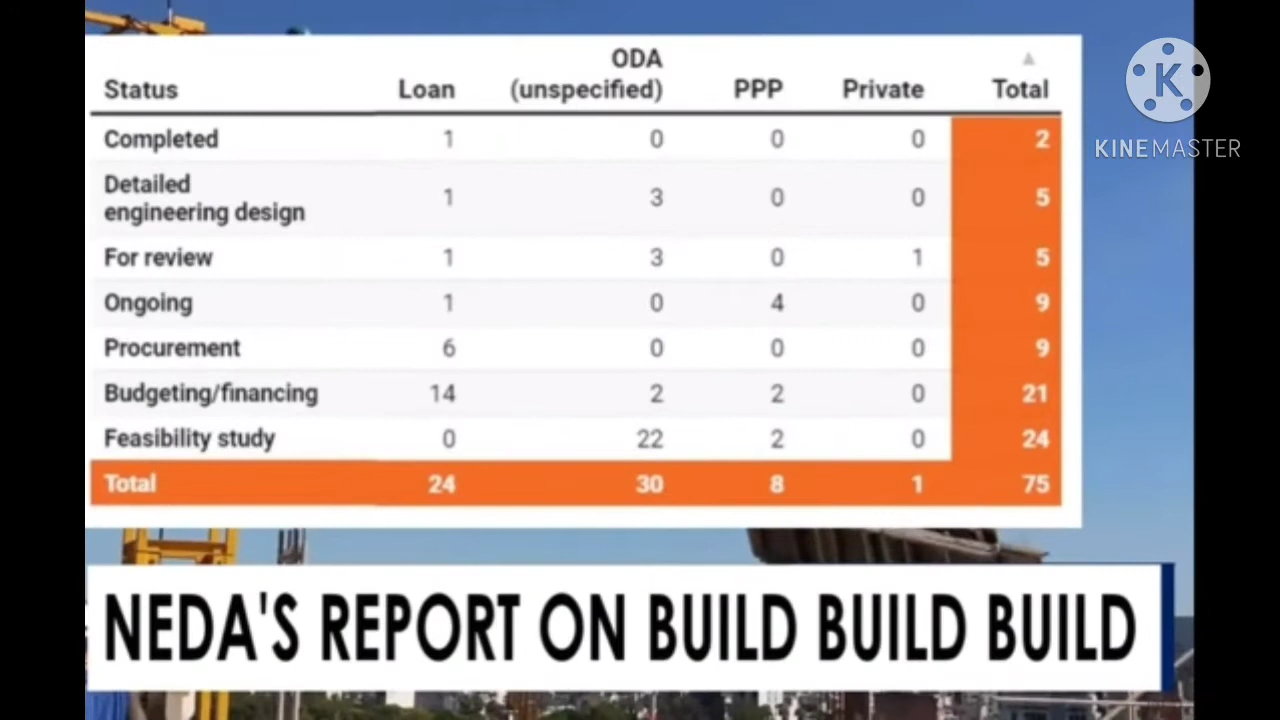 ODA
Status Loan (unspecified) PPP Private Total
Completed 1 0 0 0 2
Detailed
engineering design 1 3 0 0 5
For review 1 3 0 1 5
Ongoing 1 0 4 0 9
Procurement 6 0 0 0 9
Budgeting/financing 14 2 2 0 21
Feasibility study 0 22 2 0 24
Total 24 30 8 1 75
NEDA'S REPORT ON BUILD BUILD BUILD
K
KINEMASTER